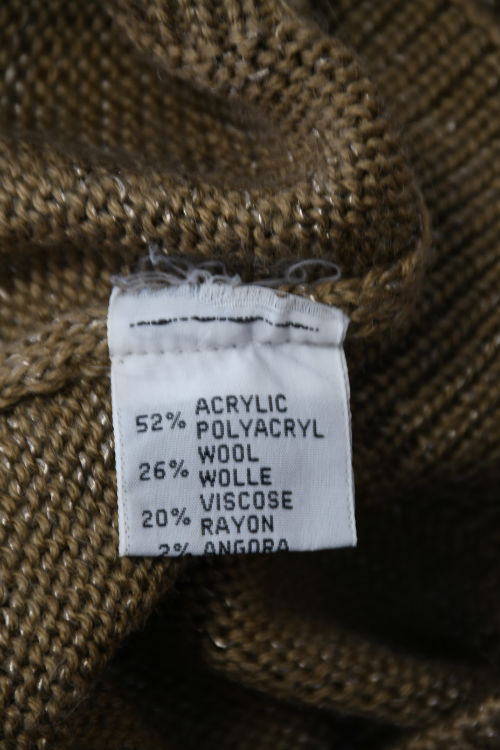 ACRYLIC
52% POLYACRYL
WOOL
26% WOLLE
VISCOSE
20% RAYON
2% ANGORA